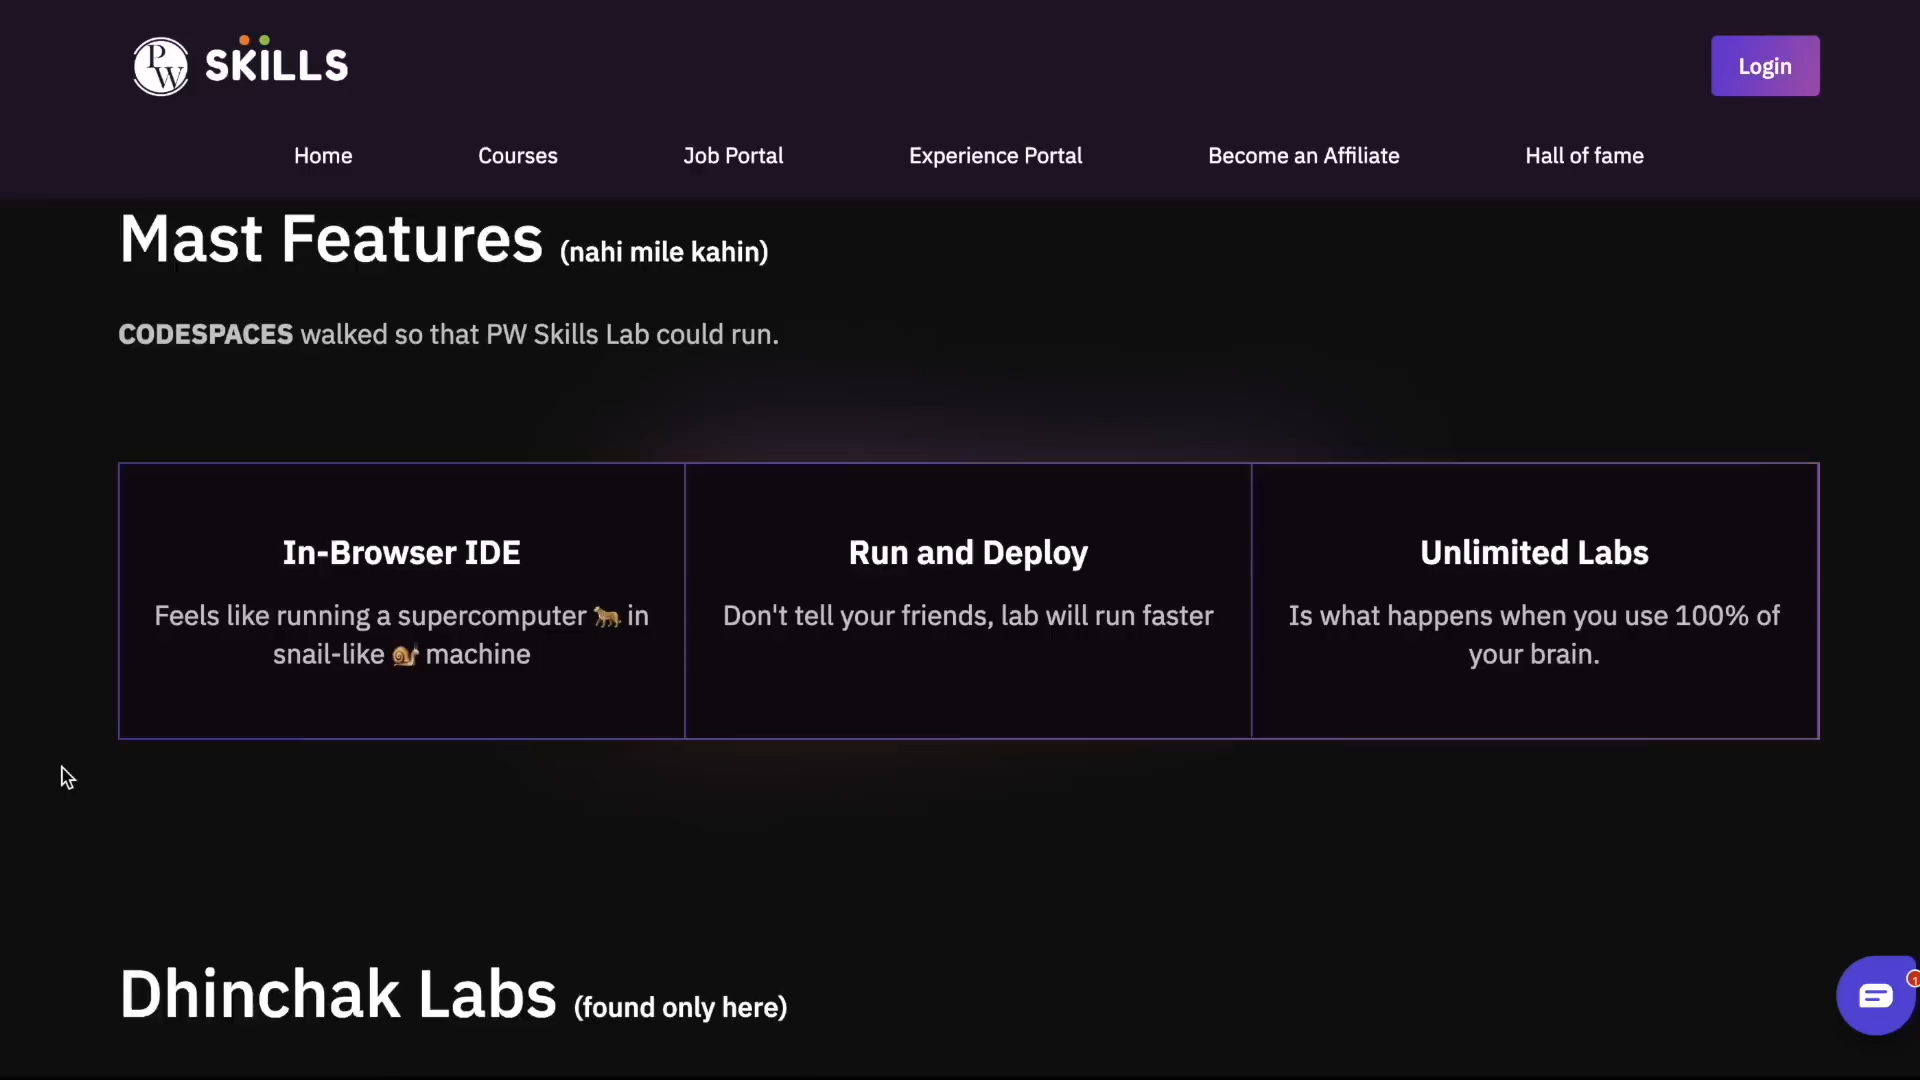 PW SKILLS
Login
Home Courses Job Portal Experience Portal Become an Affiliate Hall of fame
Mast Features (nahi mile kahin)
CODESPACES walked so that PW Skills Lab could run.
In-Browser IDE
Feels like running a supercomputer 🐆 in
snail-like 🐌 machine
Run and Deploy
Don't tell your friends, lab will run faster
Unlimited Labs
Is what happens when you use 100% of
your brain.
Dhinchak Labs (found only here)
1